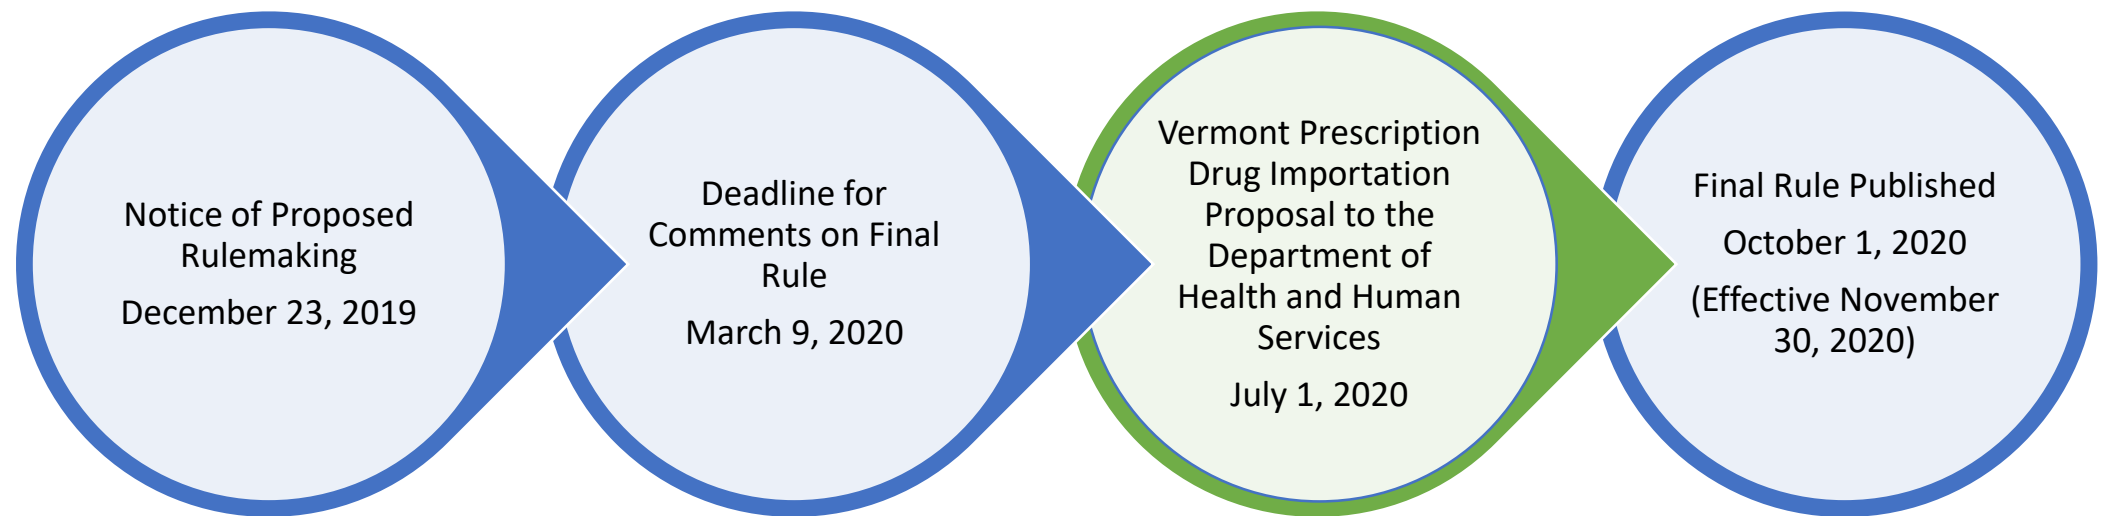 Notice of Proposed
Rulemaking
December 23, 2019
Deadline for
Comments on Final
Rule
March 9, 2020
Vermont Prescription
Drug Importation
Proposal to the
Department of
Health and Human
Services
July 1, 2020
Final Rule Published
October 1, 2020
(Effective November
30, 2020)